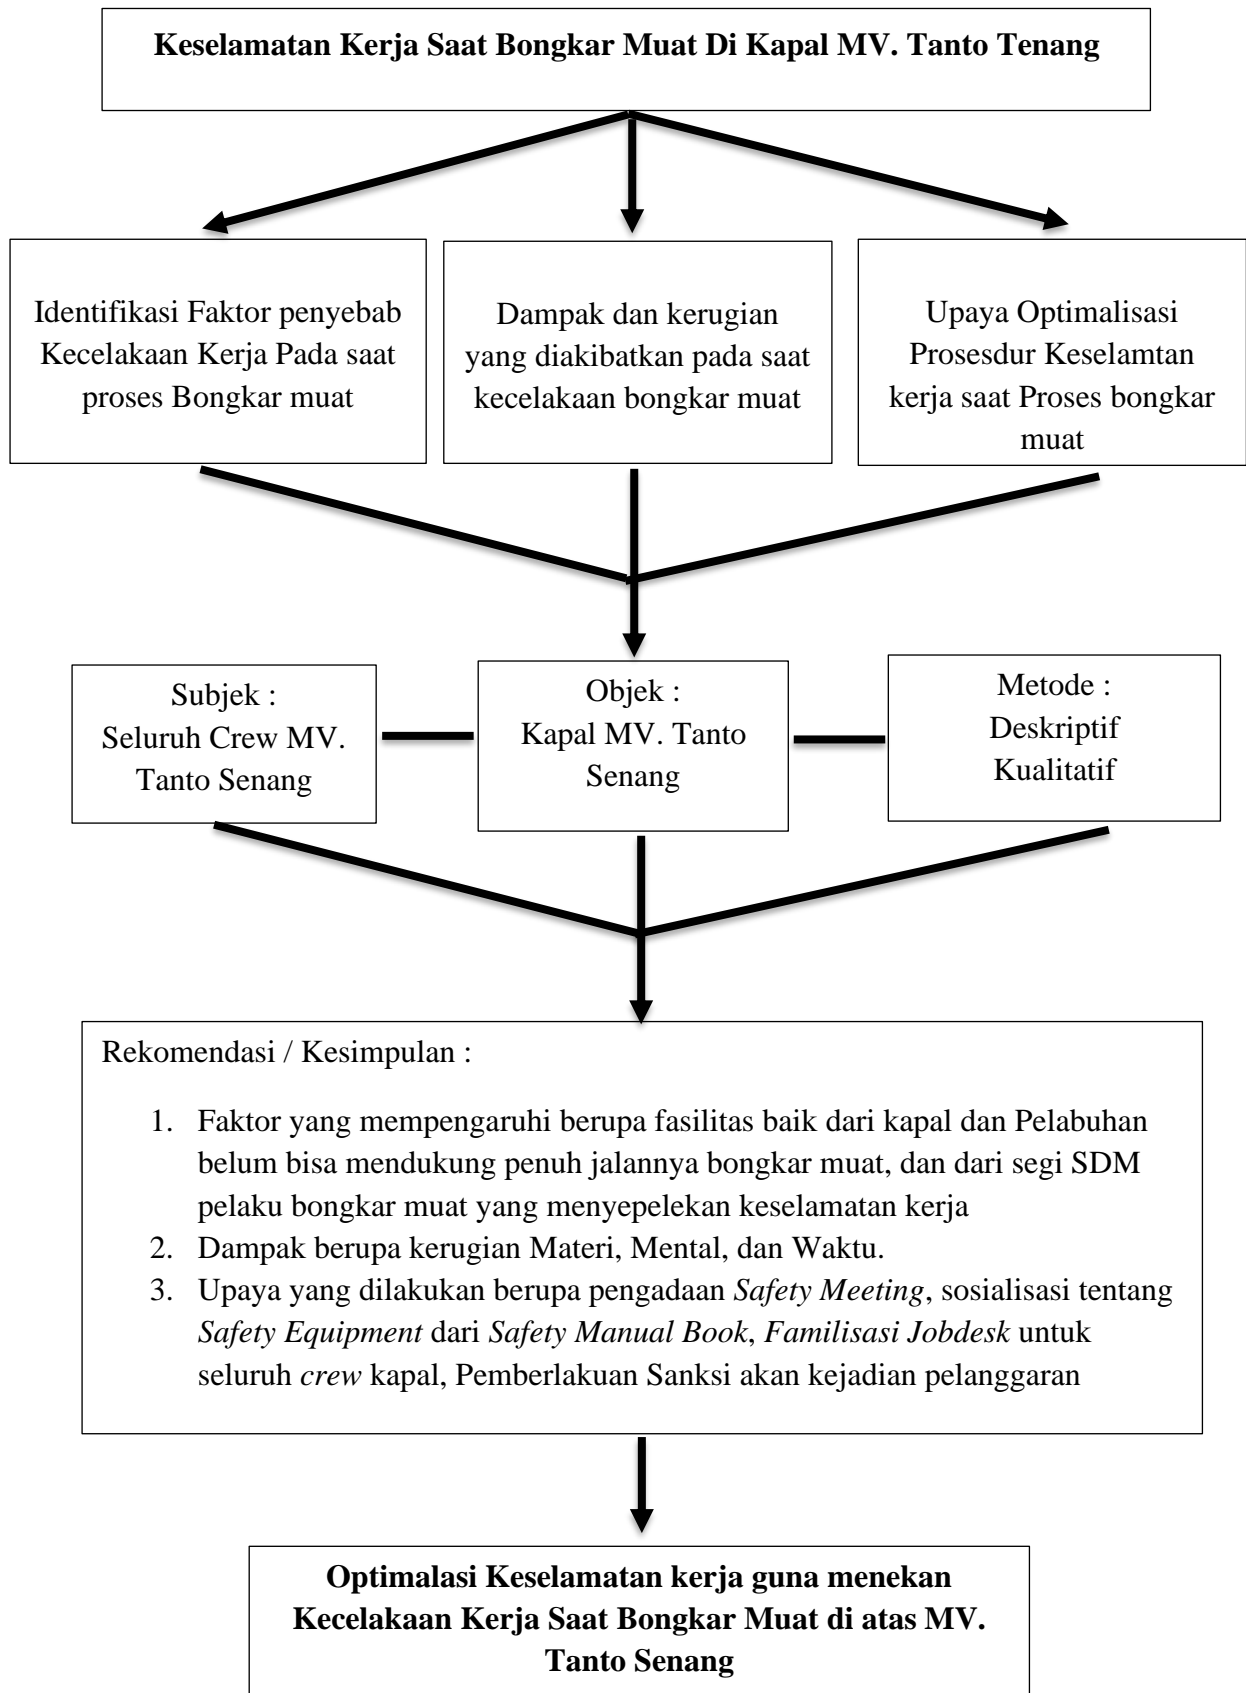 Keselamatan Kerja Saat Bongkar Muat Di Kapal MV. Tanto Tenang
Identifikasi Faktor penyebab
Kecelakaan Kerja Pada saat
proses Bongkar muat
Dampak dan kerugian
yang diakibatkan pada saat
kecelakaan bongkar muat
Upaya Optimalisasi
Prosesdur Keselamtan
kerja saat Proses bongkar
muat
Subjek :
Seluruh Crew MV.
Tanto Senang
Objek :
Kapal MV. Tanto
Senang
Metode :
Deskriptif
Kualitatif
Rekomendasi / Kesimpulan :
1. Faktor yang mempengaruhi berupa fasilitas baik dari kapal dan Pelabuhan
belum bisa mendukung penuh jalannya bongkar muat, dan dari segi SDM
pelaku bongkar muat yang menyepelekan keselamatan kerja
2. Dampak berupa kerugian Materi, Mental, dan Waktu.
3. Upaya yang dilakukan berupa pengadaan Safety Meeting, sosialisasi tentang
Safety Equipment dari Safety Manual Book, Familisasi Jobdesk untuk
seluruh crew kapal, Pemberlakuan Sanksi akan kejadian pelanggaran
Optimalasi Keselamatan kerja guna menekan
Kecelakaan Kerja Saat Bongkar Muat di atas MV.
Tanto Senang